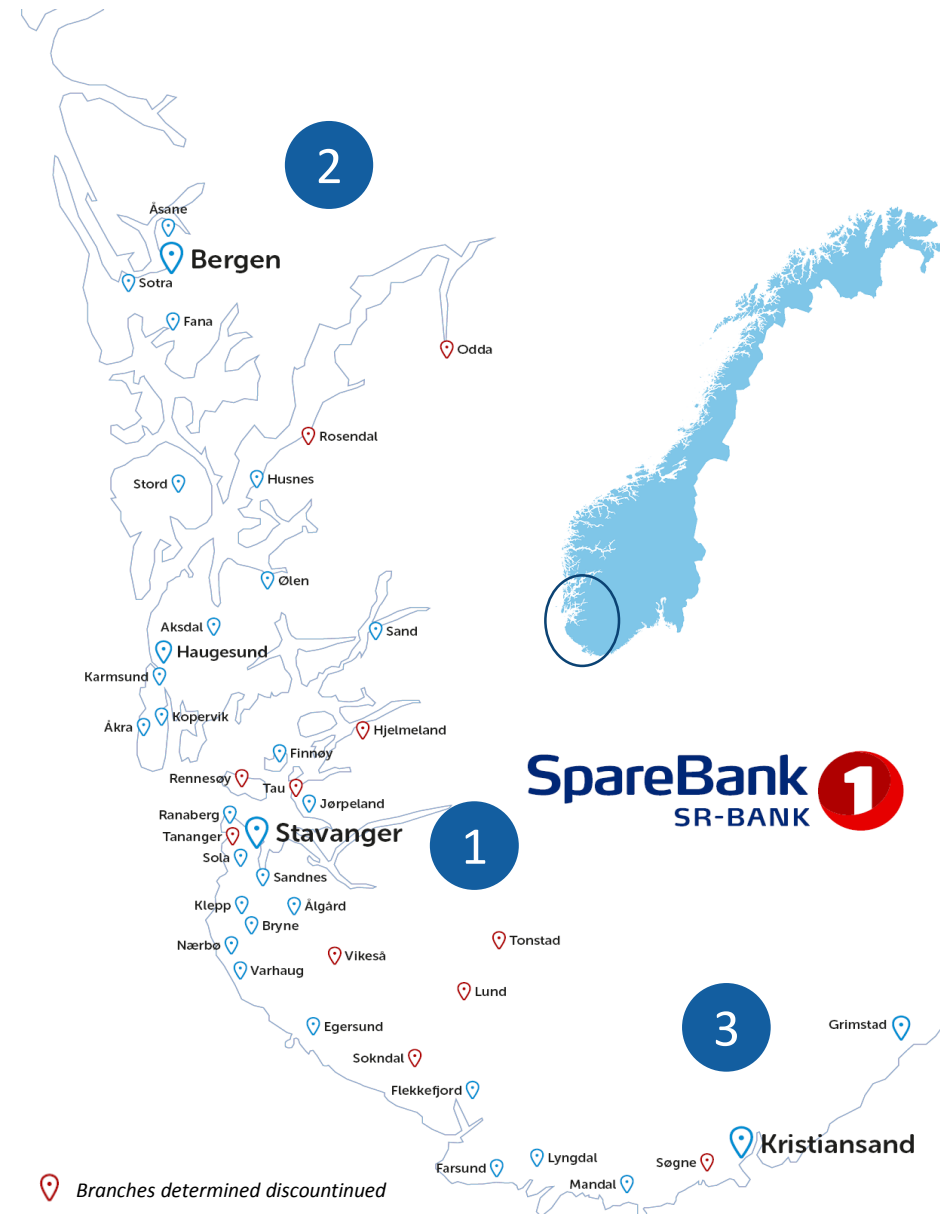 2
Åsane
Bergen
Sotra
Fana
Odda
Rosendal
Stord
Husnes
Ølen
Aksdal
Sand
Haugesund
Karmsund
Kopervik
Åkra
Hjelmeland
Finnøy
Rennesøy
Tau
Jørpeland
SpareBank 1
SR-BANK
Ranaberg
Stavanger
Tananger
1
Sola
Sandnes
Klepp
Ålgård
Bryne
Nærbø
Tonstad
Vikeså
Varhaug
Lund
3
Grimstad
Egersund
Sokndal
Flekkefjord
Kristiansand
Lyngdal
Søgne
Farsund
Mandal
Branches determined discountinued